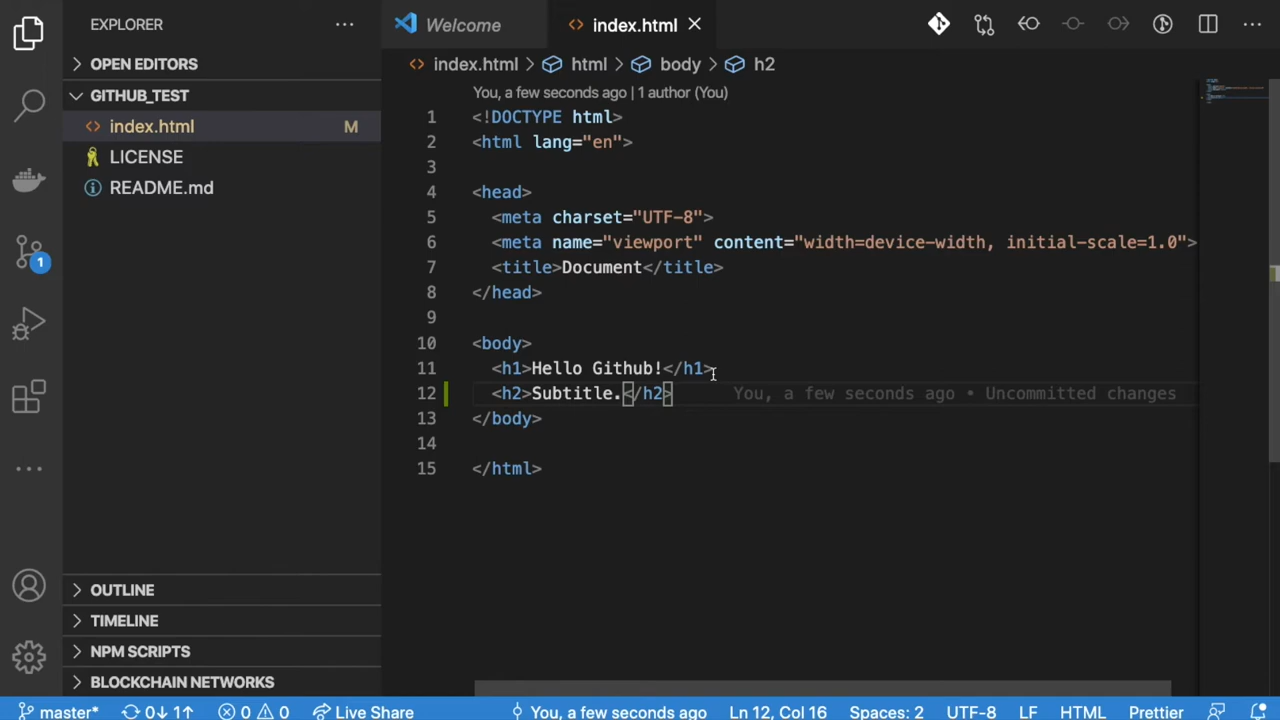 EXPLORER
Welcome
index.html
OPEN EDITORS
index.html > html > body > h2
GITHUB_TEST
You, a few seconds ago | 1 author (You)
index.html M
LICENSE
README.md
1
1 <!DOCTYPE html>
2 <html lang="en">
3
4 <head>
5 <meta charset="UTF-8">
6 <meta name="viewport" content="width=device-width, initial-scale=1.0">
7 <title>Document</title>
8 </head>
9
10 <body>
11 <h1>Hello Github!</h1>
12 <h2>Subtitle.</h2> You, a few seconds ago • Uncommitted changes
13 </body>
14
15 </html>
OUTLINE
TIMELINE
NPM SCRIPTS
BLOCKCHAIN NETWORKS
master* 0↓ 1↑ 0 0 Live Share You, a few seconds ago Ln 12, Col 16 Spaces: 2 UTF-8 LF HTML Prettier